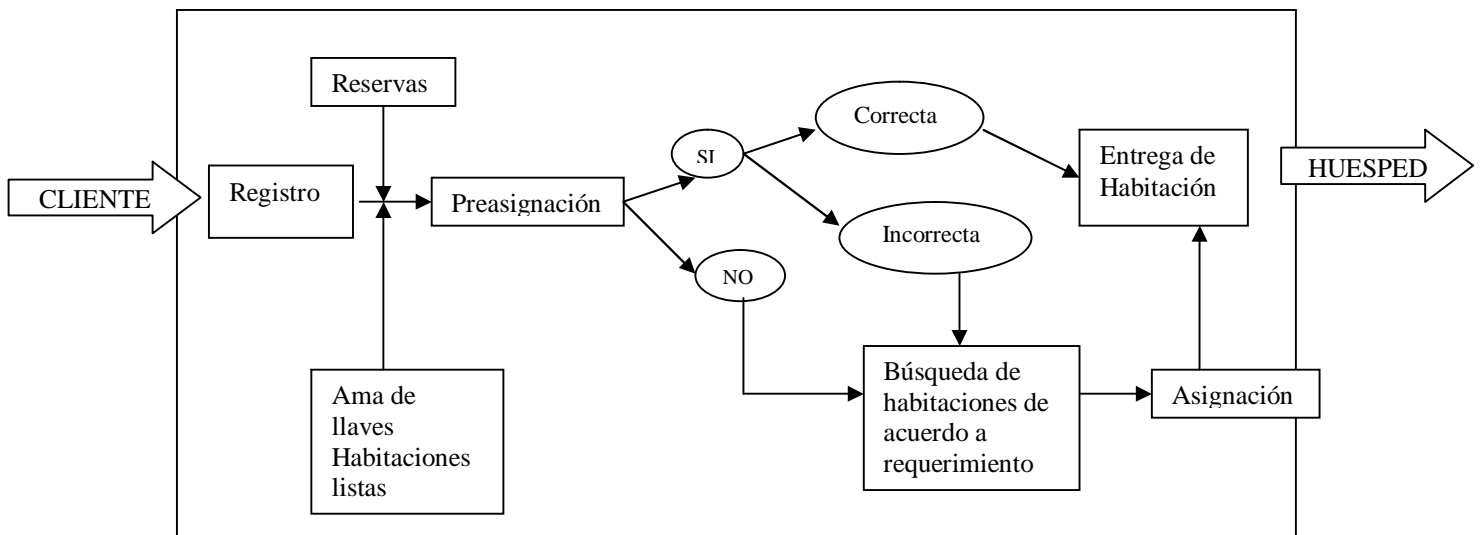 Reservas
Correcta
SI
Entrega de
Habitación
HUESPED
CLIENTE
Registro
Preasignación
Incorrecta
NO
Búsqueda de
habitaciones de
acuerdo a
requerimiento
Asignación
Ama de
llaves
Habitaciones
listas